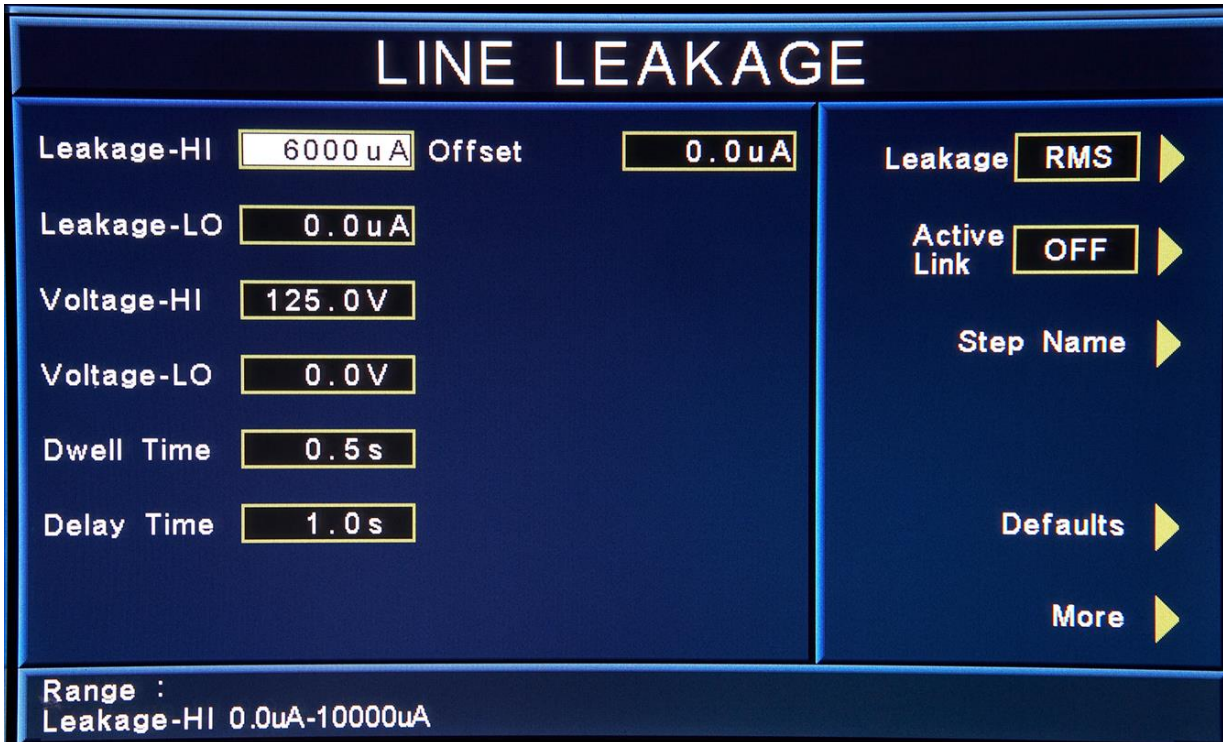 LINE LEAKAGE
Leakage-HI 6000uA Offset 0.0uA
Leakage-LO 0.0uA
Voltage-HI 125.0V
Voltage-LO 0.0V
Dwell Time 0.5s
Delay Time 1.0s
Leakage RMS
Active
Link OFF
Step Name
Defaults
More
Range :
Leakage-HI 0.0uA-10000uA